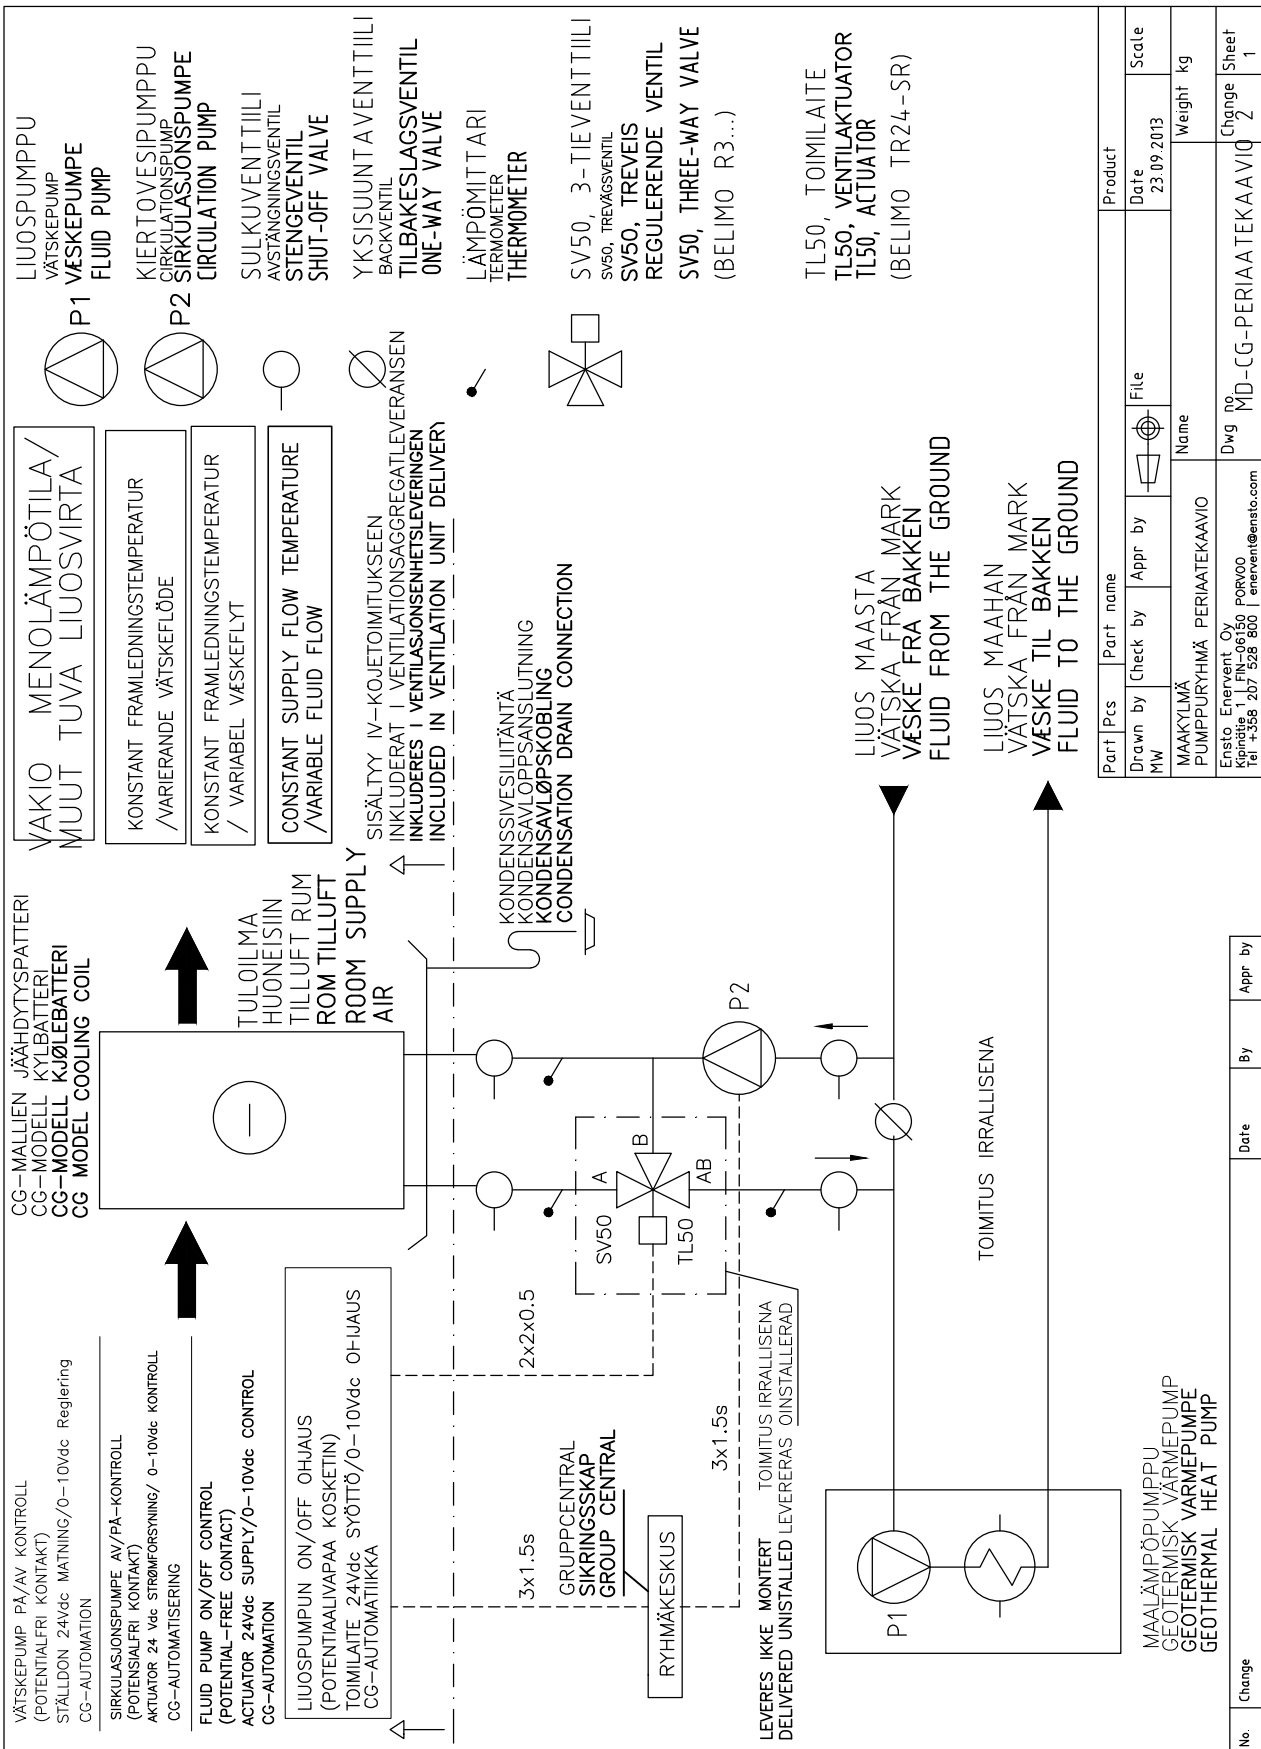 VÄTSKEPUMP PÅ/AV KONTROLL
(POTENTIALFRI KONTAKT)
STÄLLDON 24Vdc MATNING/0-10Vdc Reglering
CG-AUTOMATION
SIRKULASJONSPUMPE AV/PÅ-KONTROLL
(POTENSIALFRI KONTAKT)
AKTUATOR 24 Vdc STRØMFORSYNING/ 0-10Vdc KONTROLL
CG-AUTOMATISERING
FLUID PUMP ON/OFF CONTROL
(POTENTIAL-FREE CONTACT)
ACTUATOR 24Vdc SUPPLY/0-10Vdc CONTROL
CG-AUTOMATION
LIUOSPUMPUN ON/OFF OHJAUS
(POTENTIAALIVAPAA KOSKETIN)
TOIMILAITE 24Vdc SYÖTTÖ/0-10Vdc OHJAUS
CG-AUTOMATIIKKA
CG-MALLIEN JÄÄHDYTYSPATTERI
CG-MODELL KYLBATTERI
CG-MODELL KJØLEBATTERI
CG MODEL COOLING COIL
TULOILMA
HUONEISIIN
TILLUFT RUM
ROM TILLUFT
ROOM SUPPLY
AIR
VAKIO MENOLÄMPÖTILA/
MUUT TUVA LIUOSVIRTA
KONSTANT FRAMLEDNINGSTEMPERATUR
/VARIERANDE VÄTSKEFLÖDE
KONSTANT FRAMLEDNINGSTEMPERATUR
/ VARIABEL VÆSKEFLYT
CONSTANT SUPPLY FLOW TEMPERATURE
/VARIABLE FLUID FLOW
SISÄLTYY IV-KOJETOIMITUKSEEN
INKLUDERAT I VENTILATIONSAGGREGATLEVERANSEN
INKLUDERES I VENTILASJONSENHETSLEVERINGEN
INCLUDED IN VENTILATION UNIT DELIVERY
P1
LIUOSPUMPPU
VÄTSKEPUMP
VÆSKEPUMPE
FLUID PUMP
P2
KIERTOVESIPUMPPU
CIRKULATIONSPUMP
SIRKULASJONSPUMPE
CIRCULATION PUMP
SULKUVENTTIILI
AVSTÄNGNINGSVENTIL
STENGEVENTIL
SHUT-OFF VALVE
YKSISUUNTAVENTTIILI
BACKVENTIL
TILBAKESLAGSVENTIL
ONE-WAY VALVE
LÄMPÖMITTARI
TERMOMETER
THERMOMETER
SV50, 3-TIEVENTTIILI
SV50, TREVÄGSVENTIL
SV50, TREVEIS
REGULERENDE VENTIL
SV50, THREE-WAY VALVE
(BELIMO R3...)
TL50, TOIMILAITE
TL50, VENTILAKTUATOR
TL50, ACTUATOR
(BELIMO TR24-SR)
KONDENSSIVESILIITÄNTÄ
KONDENSAVLOPPSANSLUTNING
KONDENSAVLØPSKOBLING
CONDENSATION DRAIN CONNECTION
3x1.5s
2x2x0.5
SV50
A
B
AB
TL50
P2
GRUPPCENTRAL
SIKRINGSSKAP
GROUP CENTRAL
RYHMÄKESKUS
3x1.5s
LEVERES IKKE MONTERT TOIMITUS IRRALLISENA
DELIVERED UNISTALLED LEVERERAS OINSTALLERAD
P1
TOIMITUS IRRALLISENA
LIUOS MAASTA
VÄTSKA FRÅN MARK
VÆSKE FRA BAKKEN
FLUID FROM THE GROUND
LIUOS MAAHAN
VÄTSKA FRÅN MARK
VÆSKE TIL BAKKEN
FLUID TO THE GROUND
MAALÄMPÖPUMPPU
GEOTERMISK VÄRMEPUMP
GEOTERMISK VARMEPUMPE
GEOTHERMAL HEAT PUMP
No. Change Date By Appr by
Part Pcs Part name Product
Drawn by Check by Appr by File Date Scale
MW 23.09.2013
MAAKYLMÄ
PUMPPURYHMÄ PERIAATEKAAVIO
Name Weight kg
Ensto Enervent Oy
Kipinätie 1 | FIN-06150 PORVOO
Tel +358 207 528 800 | enervent@ensto.com
Dwg no Change Sheet
MD-CG-PERIAATEKAAVIO 2 1